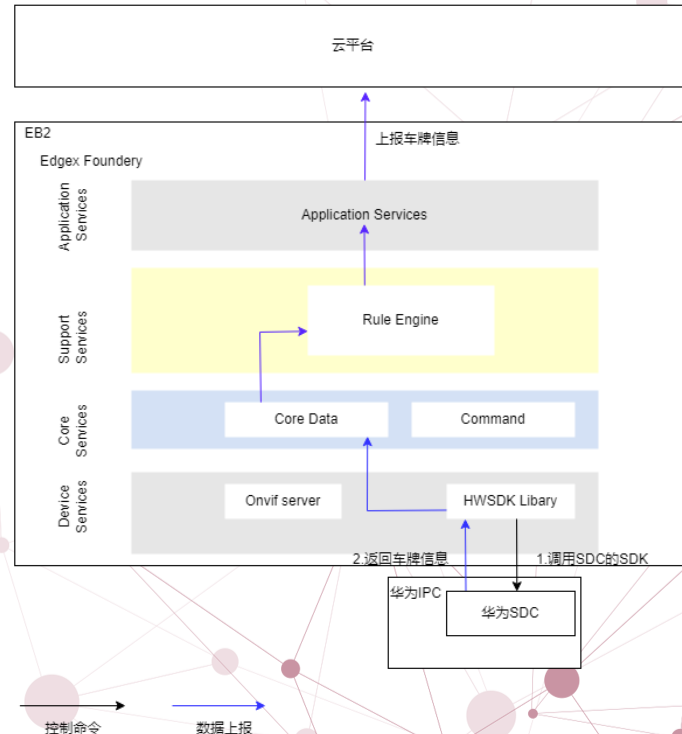 云平台
EB2
上报车牌信息
Edgex Foundery
Application
Services
Application Services
Support
Services
Rule Engine
Core
Services
Core Data
Command
Device
Services
Onvif server
HWSDK Libary
2.返回车牌信息
1.调用SDC的SDK
华为IPC
华为SDC
控制命令
数据上报